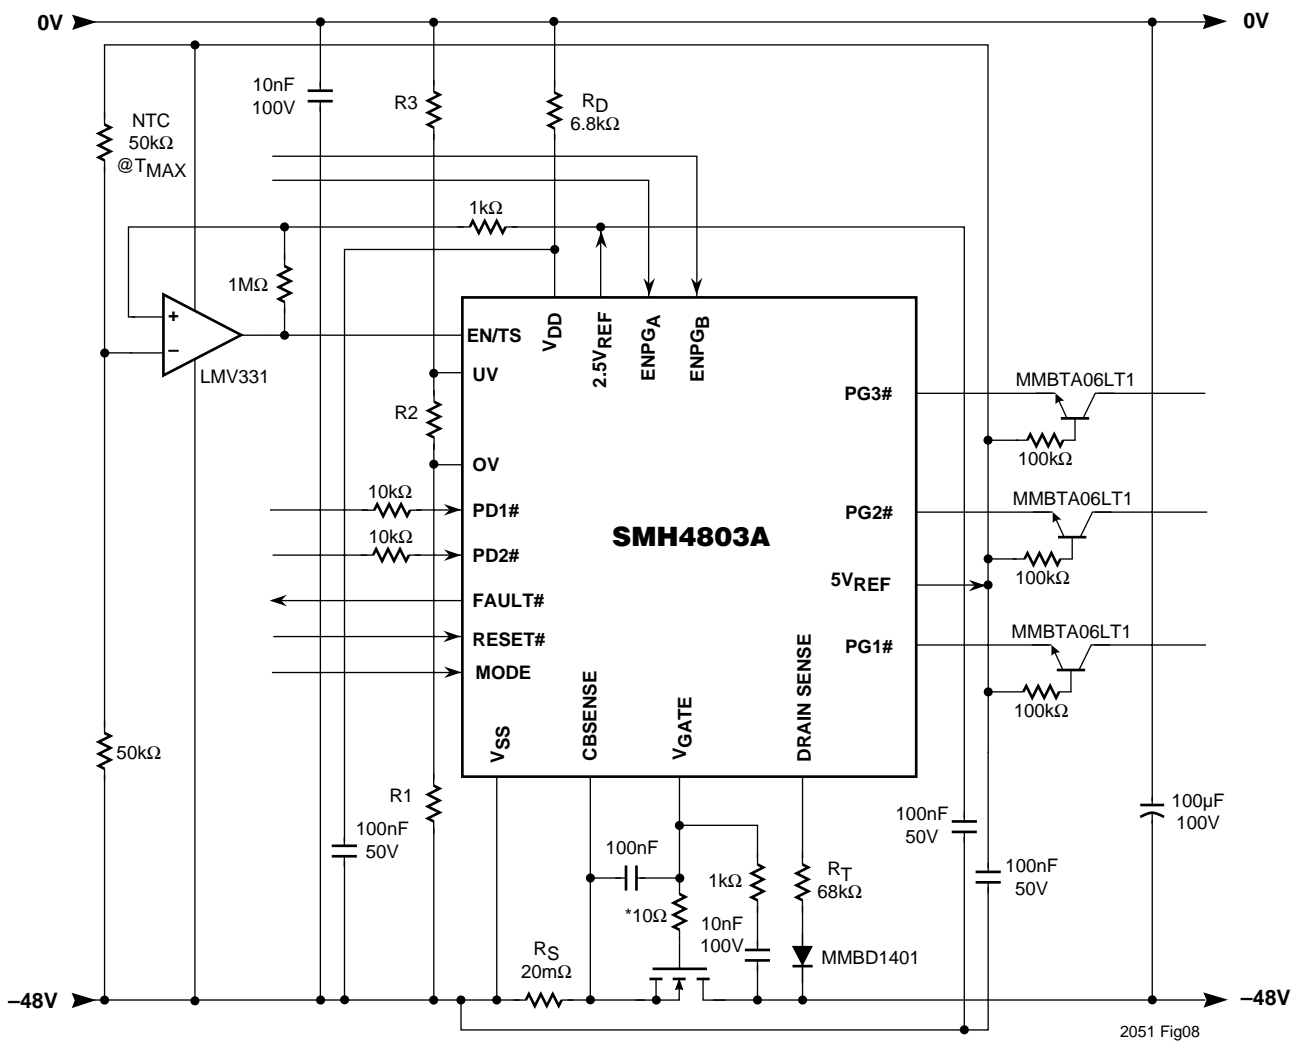 0V
0V
10nF
100V
R3
RD
6.8kΩ
NTC
50kΩ
@TMAX
1kΩ
1MΩ
+
−
LMV331
EN/TS
VDD
2.5VREF
ENPGA
ENPGB
UV
R2
OV
10kΩ
PD1#
10kΩ
PD2#
FAULT#
RESET#
MODE
SMH4803A
PG3#
MMBTA06LT1
100kΩ
PG2#
MMBTA06LT1
100kΩ
5VREF
PG1#
MMBTA06LT1
100kΩ
VSS
CBSENSE
VGATE
DRAIN SENSE
50kΩ
R1
100nF
50V
100nF
1kΩ
RT
68kΩ
100nF
50V
100nF
50V
100µF
100V
*10Ω
10nF
100V
MMBD1401
RS
20mΩ
–48V
–48V
2051 Fig08